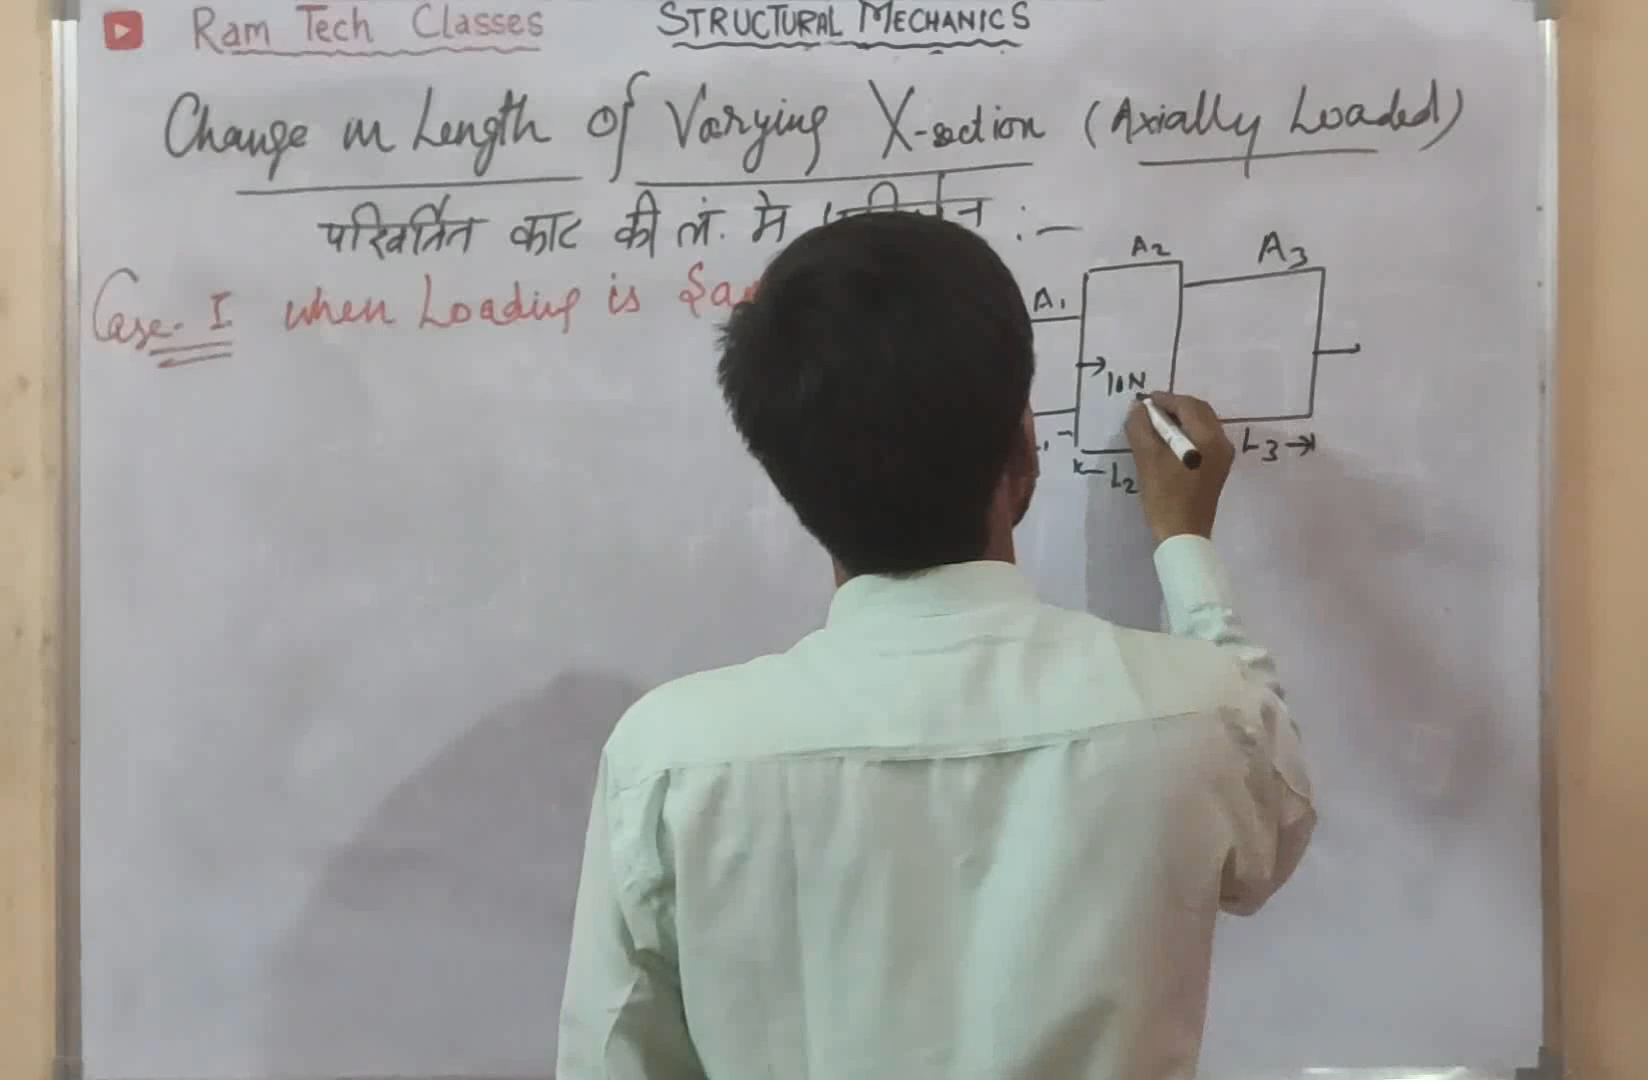 Ram Tech Classes
STRUCTURAL MECHANICS
Change in Length Of Varying X-section (Axially Loaded)
परिवर्तित काट की लं. मे :-
Case-I when Loading is
A1 A2 A3
10N
L2 L3